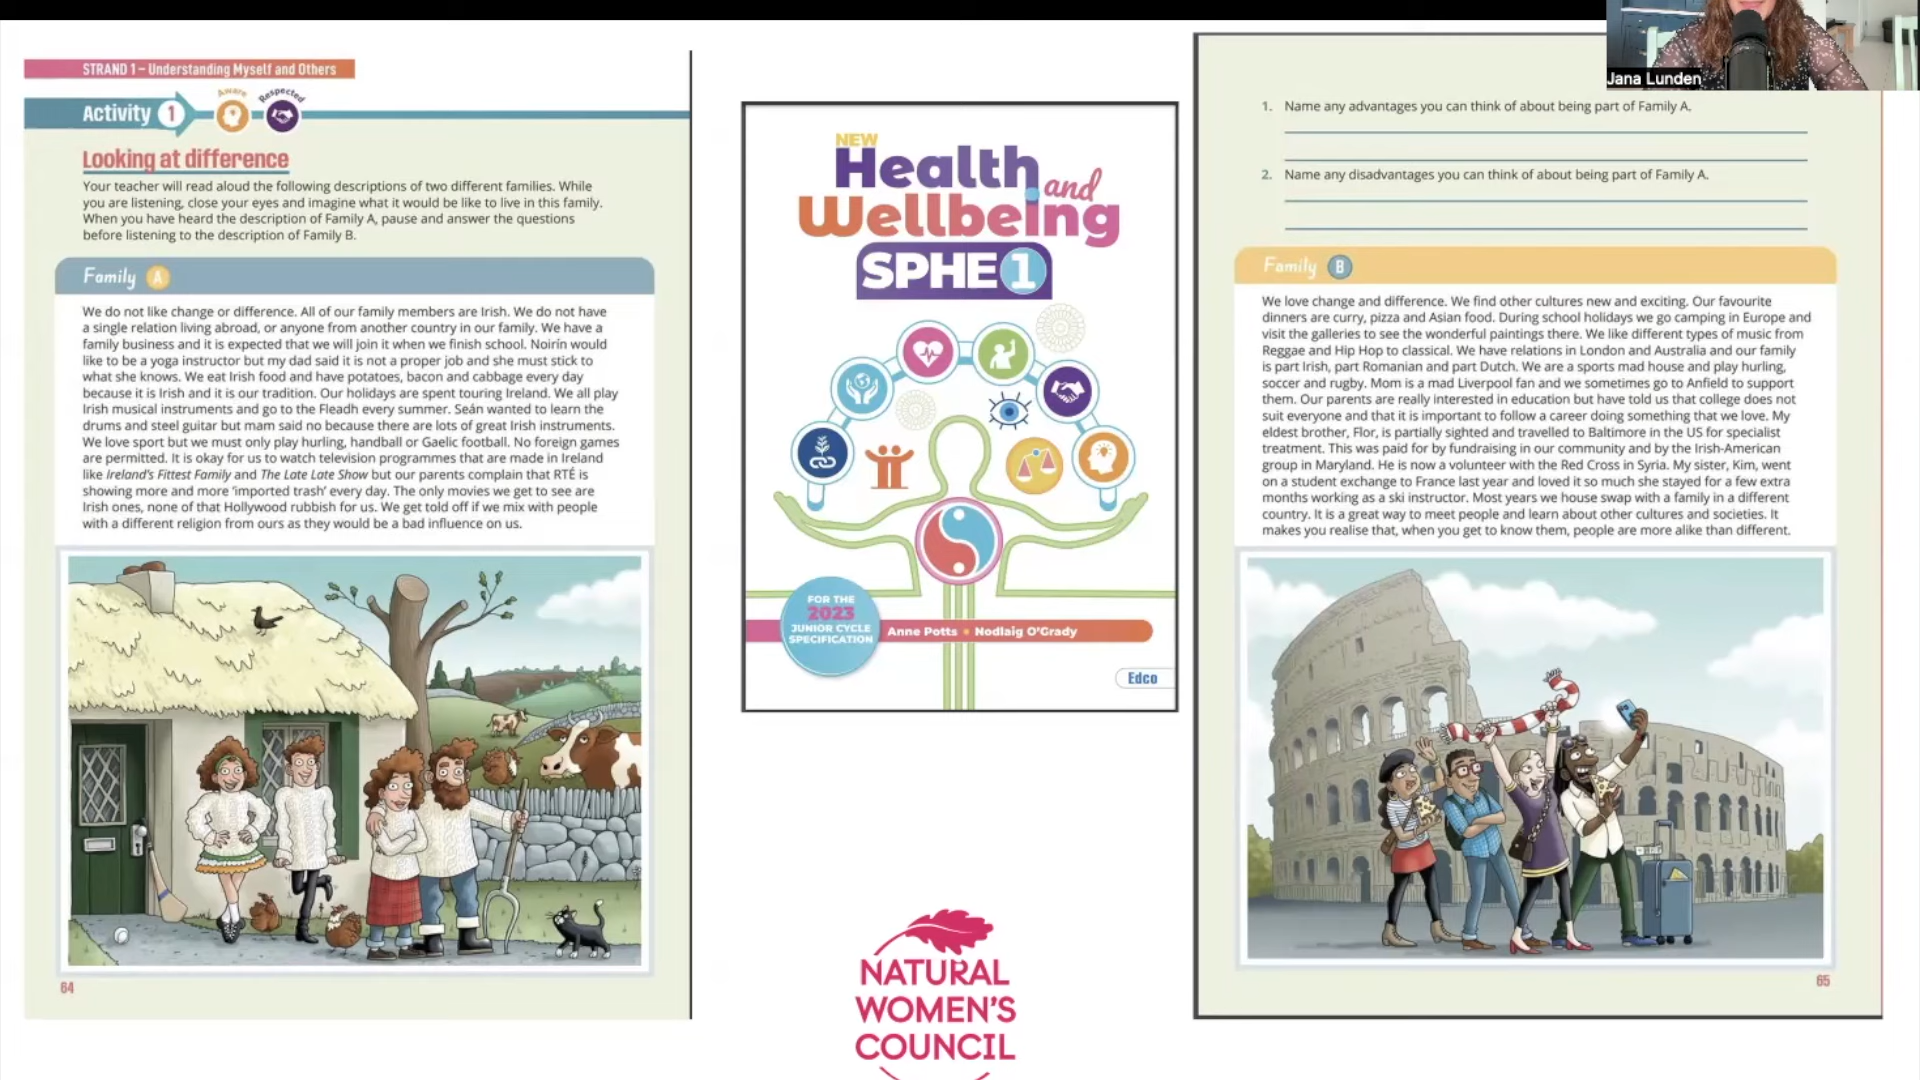 STRAND 1 – Understanding Myself and Others
Activity 1
Aware
Respected
Looking at difference
Your teacher will read aloud the following descriptions of two different families. While
you are listening, close your eyes and imagine what it would be like to live in this family.
When you have heard the description of Family A, pause and answer the questions
before listening to the description of Family B.
Family A
We do not like change or difference. All of our family members are Irish. We do not have
a single relation living abroad, or anyone from another country in our family. We have a
family business and it is expected that we will join it when we finish school. Noirín would
like to be a yoga instructor but my dad said it is not a proper job and she must stick to
what she knows. We eat Irish food and have potatoes, bacon and cabbage every day
because it is Irish and it is our tradition. Our holidays are spent touring Ireland. We all play
Irish musical instruments and go to the Fleadh every summer. Seán wanted to learn the
drums and steel guitar but mam said no because there are lots of great Irish instruments.
We love sport but we must only play hurling, handball or Gaelic football. No foreign games
are permitted. It is okay for us to watch television programmes that are made in Ireland
like Ireland's Fittest Family and The Late Late Show but our parents complain that RTÉ is
showing more and more 'imported trash' every day. The only movies we get to see are
Irish ones, none of that Hollywood rubbish for us. We get told off if we mix with people
with a different religion from ours as they would be a bad influence on us.
64
NEW
Health and
Wellbeing
SPHE 1
FOR THE
2023
JUNIOR CYCLE
SPECIFICATION
Anne Potts • Nodlaig O'Grady
Edco
NATURAL
WOMEN'S
COUNCIL
Jana Lunden
1. Name any advantages you can think of about being part of Family A.
2. Name any disadvantages you can think of about being part of Family A.
Family B
We love change and difference. We find other cultures new and exciting. Our favourite
dinners are curry, pizza and Asian food. During school holidays we go camping in Europe and
visit the galleries to see the wonderful paintings there. We like different types of music from
Reggae and Hip Hop to classical. We have relations in London and Australia and our family
is part Irish, part Romanian and part Dutch. We are a sports mad house and play hurling,
soccer and rugby. Mom is a mad Liverpool fan and we sometimes go to Anfield to support
them. Our parents are really interested in education but have told us that college does not
suit everyone and that it is important to follow a career doing something that we love. My
eldest brother, Flor, is partially sighted and travelled to Baltimore in the US for specialist
treatment. This was paid for by fundraising in our community and by the Irish-American
group in Maryland. He is now a volunteer with the Red Cross in Syria. My sister, Kim, went
on a student exchange to France last year and loved it so much she stayed for a few extra
months working as a ski instructor. Most years we house swap with a family in a different
country. It is a great way to meet people and learn about other cultures and societies. It
makes you realise that, when you get to know them, people are more alike than different.
65